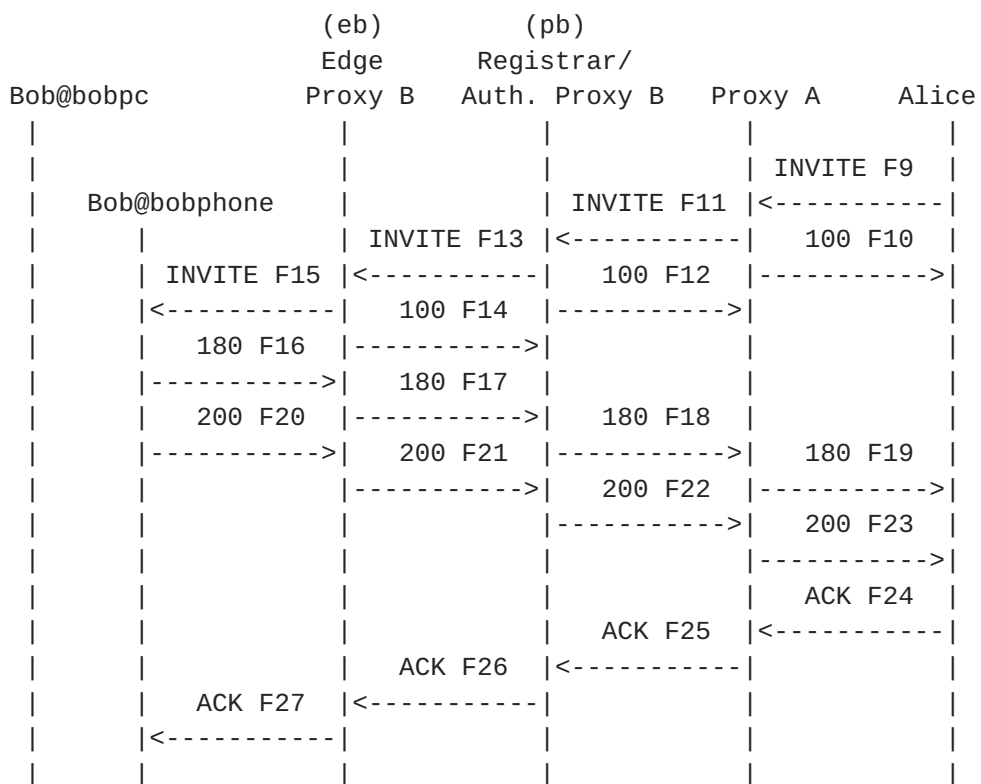 (eb)         (pb)
                         Edge      Registrar/
Bob@bobpc            Proxy B   Auth. Proxy B   Proxy A     Alice
  |                        |               |               |               |
  |                        |               |               | INVITE F9  |
  |    Bob@bobphone     |               | INVITE F11 |<-----------|
  |       |               | INVITE F13 |<-----------|   100 F10  |
  |       | INVITE F15 |<-----------|   100 F12  |----------->|
  |       |<-----------|   100 F14  |----------->|            |
  |       |   180 F16  |----------->|            |            |
  |       |----------->|   180 F17  |            |            |
  |       |   200 F20  |----------->|   180 F18  |            |
  |       |----------->|   200 F21  |----------->|   180 F19  |
  |       |            |----------->|   200 F22  |----------->|
  |       |            |            |----------->|   200 F23  |
  |       |            |            |            |----------->|
  |       |            |            |            |   ACK F24  |
  |       |            |            |   ACK F25  |<-----------|
  |       |            |   ACK F26  |<-----------|            |
  |       |   ACK F27  |<-----------|            |            |
  |       |<-----------|            |            |            |
  |       |            |            |            |            |